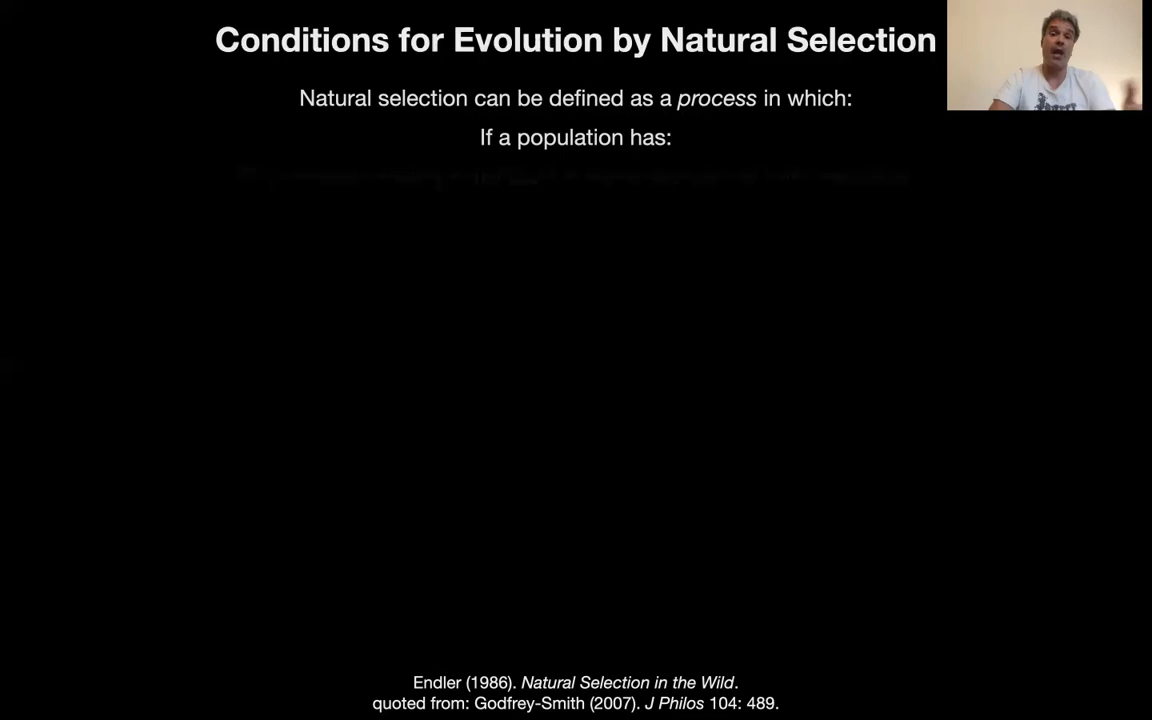 Conditions for Evolution by Natural Selection
Natural selection can be defined as a process in which:
If a population has:
Endler (1986). Natural Selection in the Wild.
quoted from: Godfrey-Smith (2007). J Philos 104: 489.